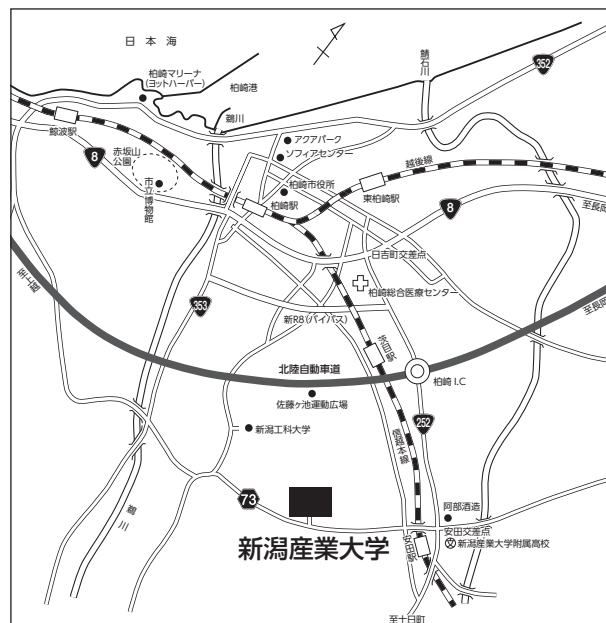 日本海
柏崎マリーナ
(ヨットハーバー)
柏崎港
鯖石川
352
鵜川
鯨波駅
赤坂山
公園
8
アクアパーク
ソフィアセンター
越後線
市立博物館
柏崎市役所
柏崎駅
東柏崎駅
8
至長岡
日吉町交差点
至上越
柏崎総合医療センター
353
新R8(バイパス)
茨目駅
至長岡
北陸自動車道
柏崎 I.C
佐藤ヶ池運動広場
252
新潟工科大学
信越本線
73
阿部酒造
鵜川
新潟産業大学
安田交差点
新潟産業大学附属高校
文
安田駅
至十日町